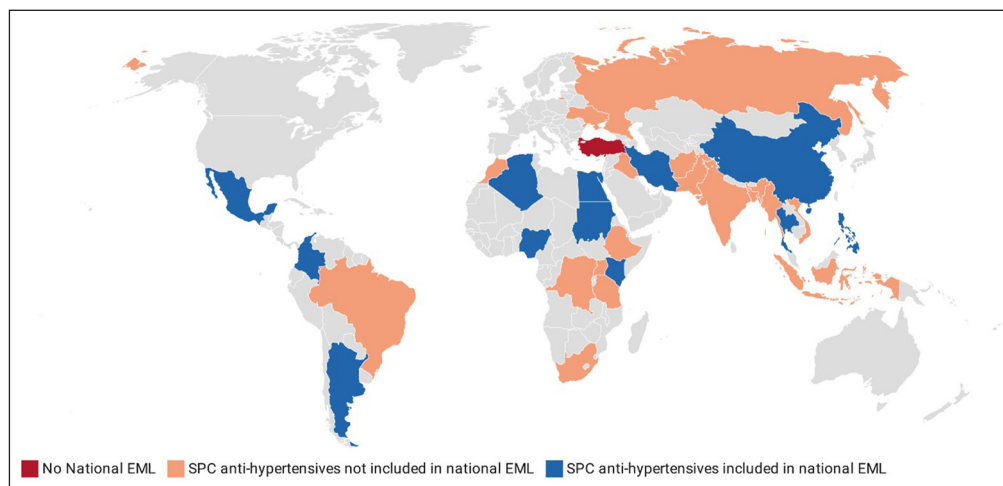 No National EML SPC anti-hypertensives not included in national EML SPC anti-hypertensives included in national EML